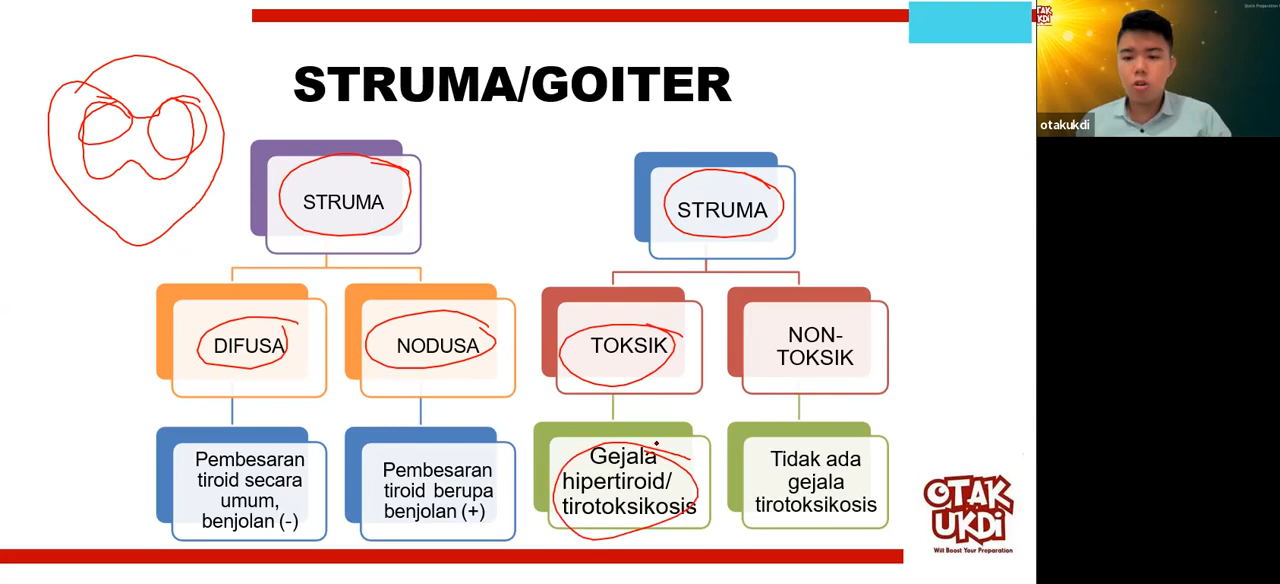 STRUMA/GOITER
STRUMA
DIFUSA
NODUSA
Pembesaran
tiroid secara
umum,
benjolan (-)
Pembesaran
tiroid berupa
benjolan (+)
STRUMA
TOKSIK
NON-
TOKSIK
Gejala
hipertiroid/
tirotoksikosis
Tidak ada
gejala
tirotoksikosis
OTAK
UKDI
Will Boost Your Preparation
otakukdi